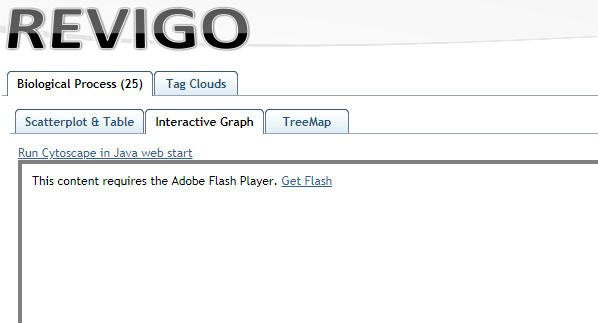 REVIGO
Biological Process (25) Tag Clouds
Scatterplot & Table Interactive Graph TreeMap
Run Cytoscape in Java web start
This content requires the Adobe Flash Player. Get Flash